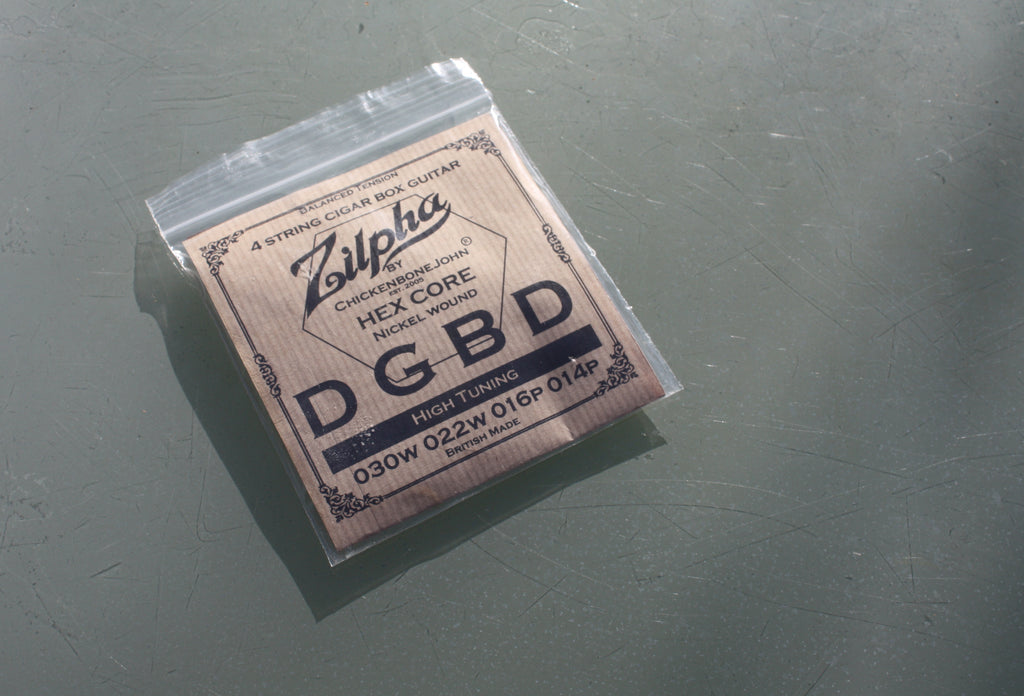 BALANCED TENSION
4 STRING CIGAR BOX GUITAR
Zilpha
BY
CHICKENBONEJOHN®
EST. 2005
HEX CORE
NICKEL WOUND
D G B D
HIGH TUNING
030W 022W 016P 014P
BRITISH MADE